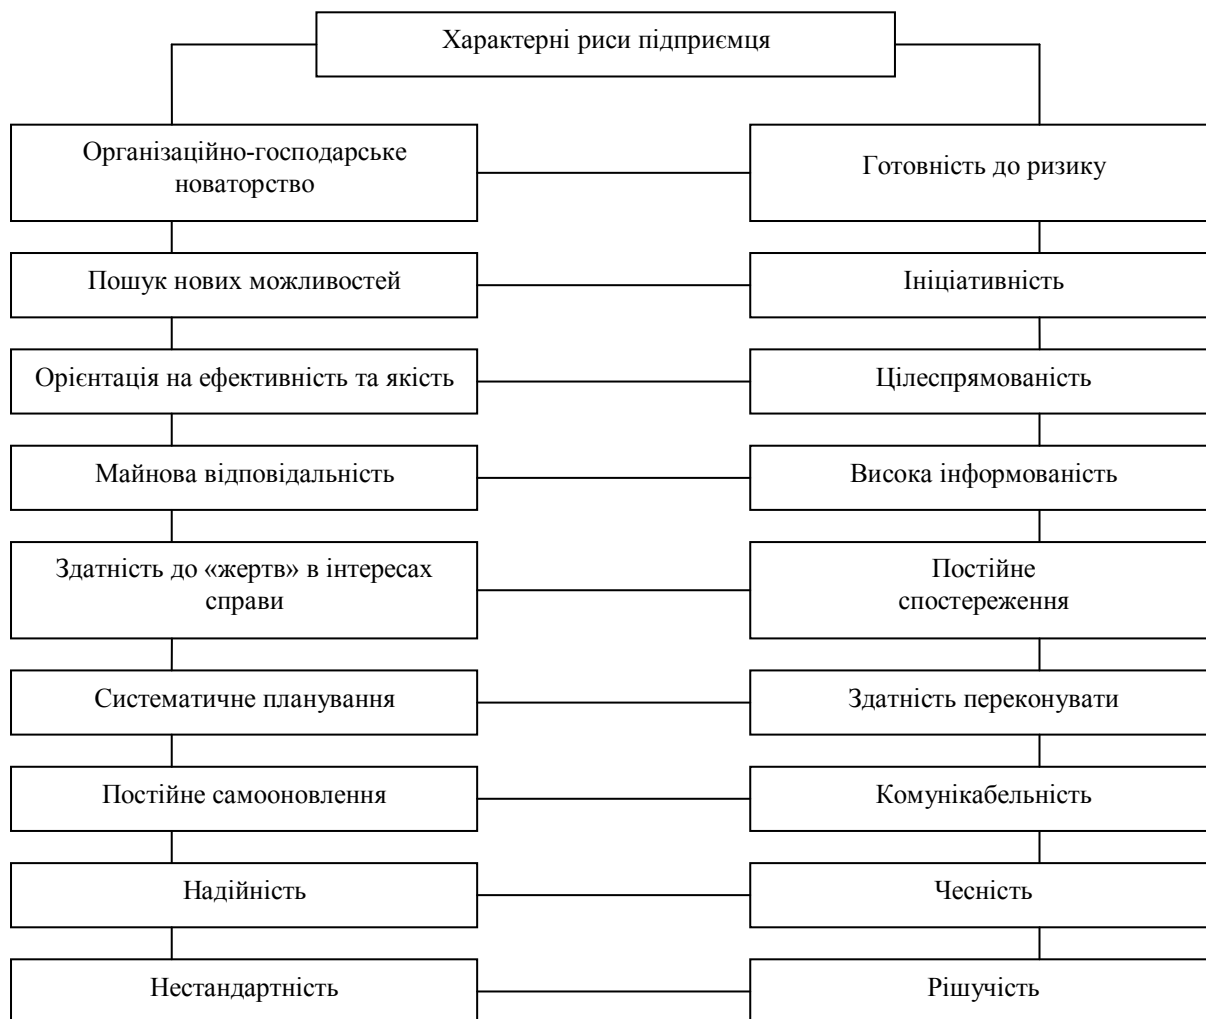 Характерні риси підприємця
Організаційно-господарське
новаторство
Готовність до ризику
Пошук нових можливостей
Ініціативність
Орієнтація на ефективність та якість
Цілеспрямованість
Майнова відповідальність
Висока інформованість
Здатність до «жертв» в інтересах
справи
Постійне
спостереження
Систематичне планування
Здатність переконувати
Постійне самооновлення
Комунікабельність
Надійність
Чесність
Нестандартність
Рішучість